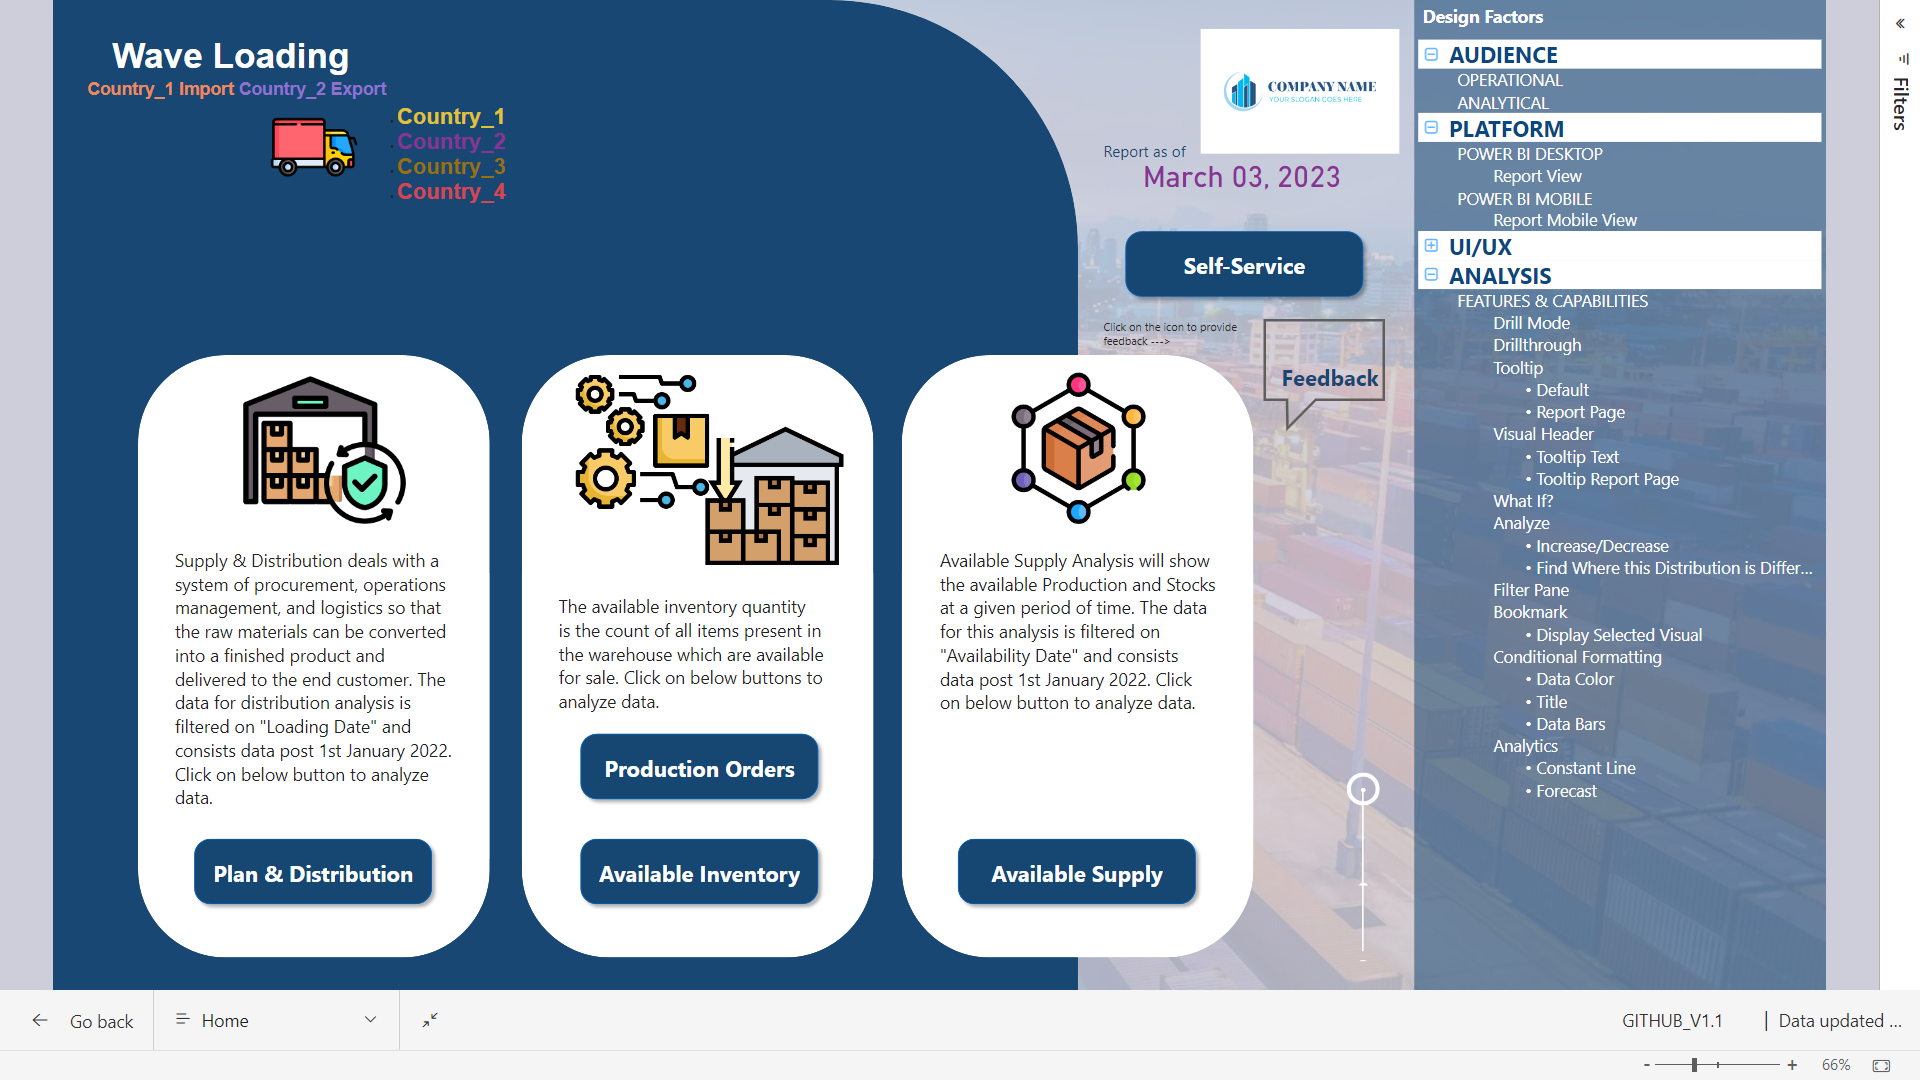 Wave Loading
Country_1 Import Country_2 Export
. Country_1
. Country_2
. Country_3
. Country_4
COMPANY NAME
YOUR SLOGAN GOES HERE
Report as of
March 03, 2023
Self-Service
Click on the icon to provide
feedback --->
Feedback
Supply & Distribution deals with a
system of procurement, operations
management, and logistics so that
the raw materials can be converted
into a finished product and
delivered to the end customer. The
data for distribution analysis is
filtered on "Loading Date" and
consists data post 1st January 2022.
Click on below button to analyze
data.
Plan & Distribution
The available inventory quantity
is the count of all items present in
the warehouse which are available
for sale. Click on below buttons to
analyze data.
Production Orders
Available Inventory
Available Supply Analysis will show
the available Production and Stocks
at a given period of time. The data
for this analysis is filtered on
"Availability Date" and consists
data post 1st January 2022. Click
on below button to analyze data.
Available Supply
Design Factors
AUDIENCE
OPERATIONAL
ANALYTICAL
PLATFORM
POWER BI DESKTOP
Report View
POWER BI MOBILE
Report Mobile View
UI/UX
ANALYSIS
FEATURES & CAPABILITIES
Drill Mode
Drillthrough
Tooltip
• Default
• Report Page
Visual Header
• Tooltip Text
• Tooltip Report Page
What If?
Analyze
• Increase/Decrease
• Find Where this Distribution is Differ...
Filter Pane
Bookmark
• Display Selected Visual
Conditional Formatting
• Data Color
• Title
• Data Bars
Analytics
• Constant Line
• Forecast
Filters
Go back
Home
GITHUB_V1.1
| Data updated ...
- + 66%